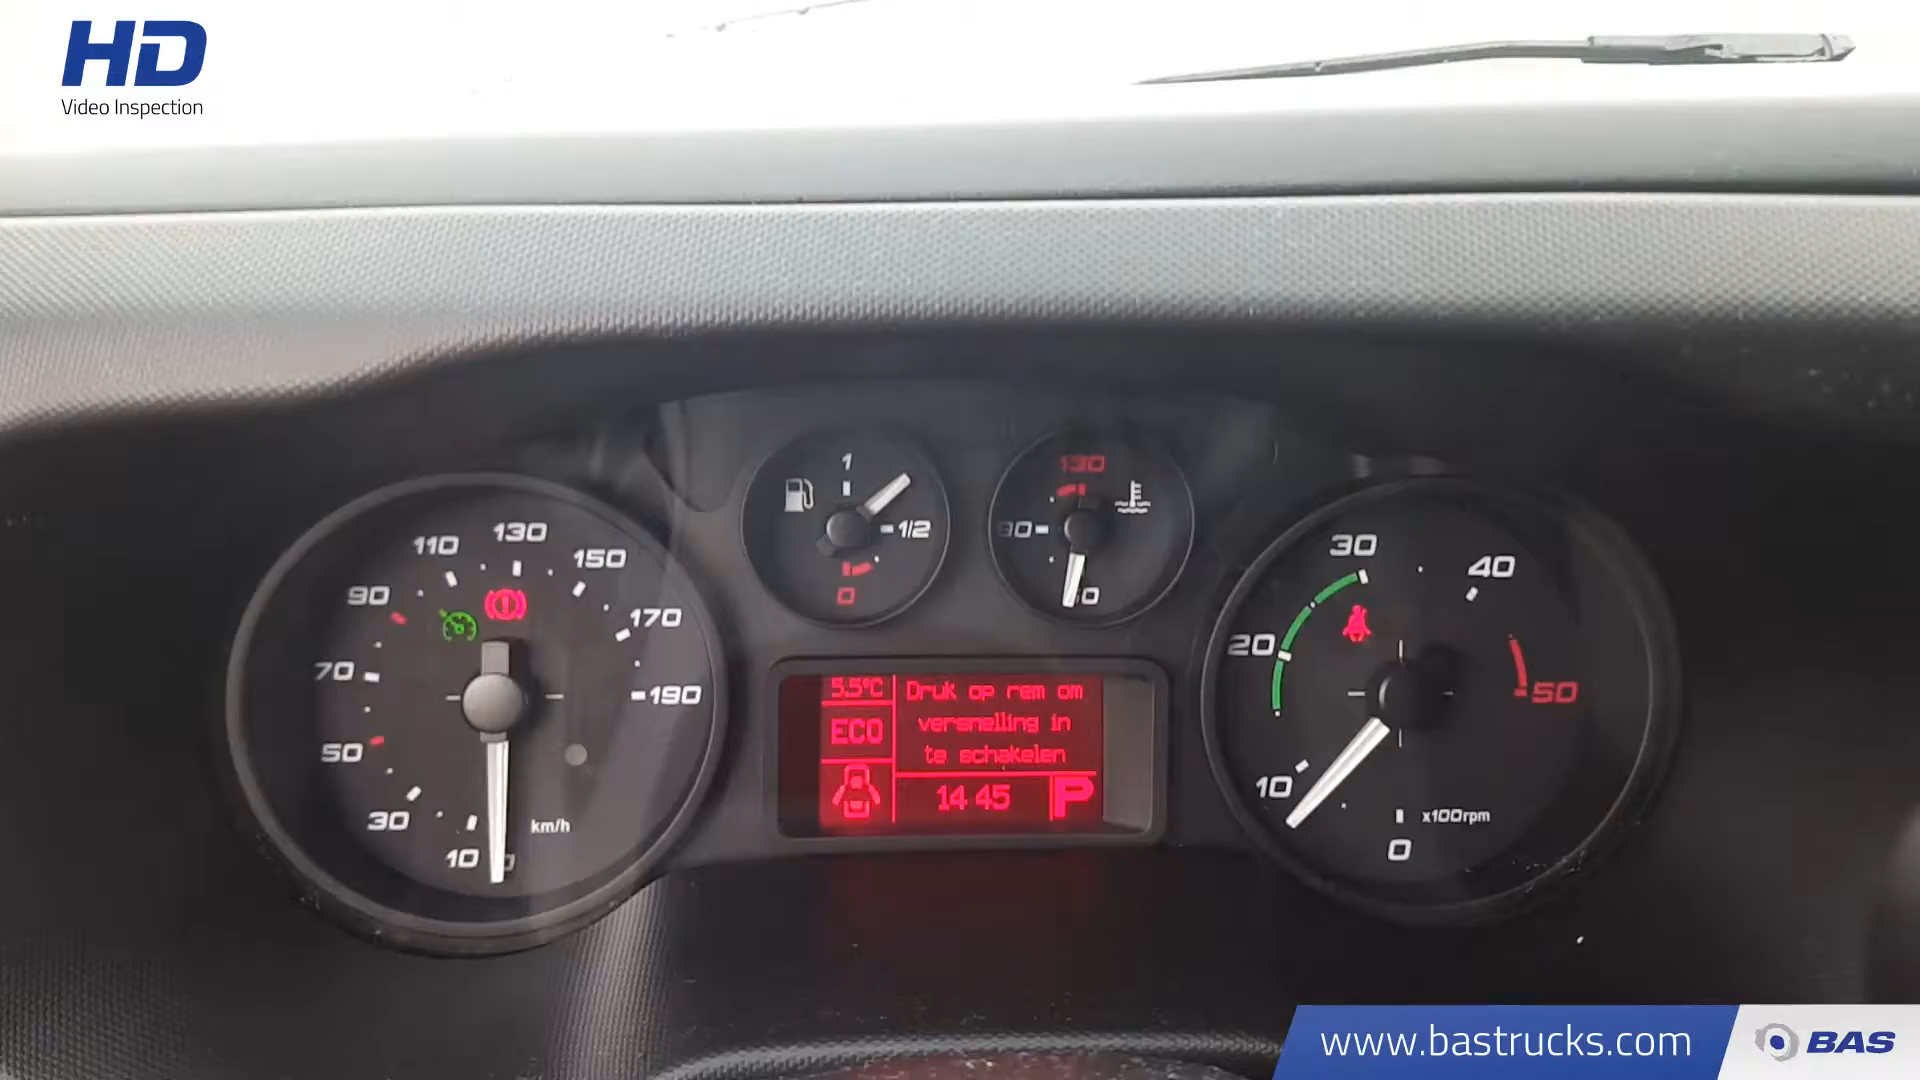 HD
Video Inspection
110
130
150
90
170
70
190
50
30
km/h
10
1
1/2
0
130
90
30
40
20
50
10
x100rpm
0
5.5°C
Druk op rem om
versnelling in
te schakelen
ECO
14 45
P
www.bastrucks.com
BAS